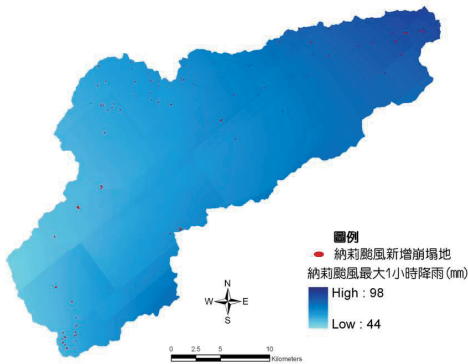 圖例
納莉颱風新增崩塌地
納莉颱風最大1小時降雨(mm)
High : 98
Low : 44
N
W E
S
0 2.5 5 10
Kilometers